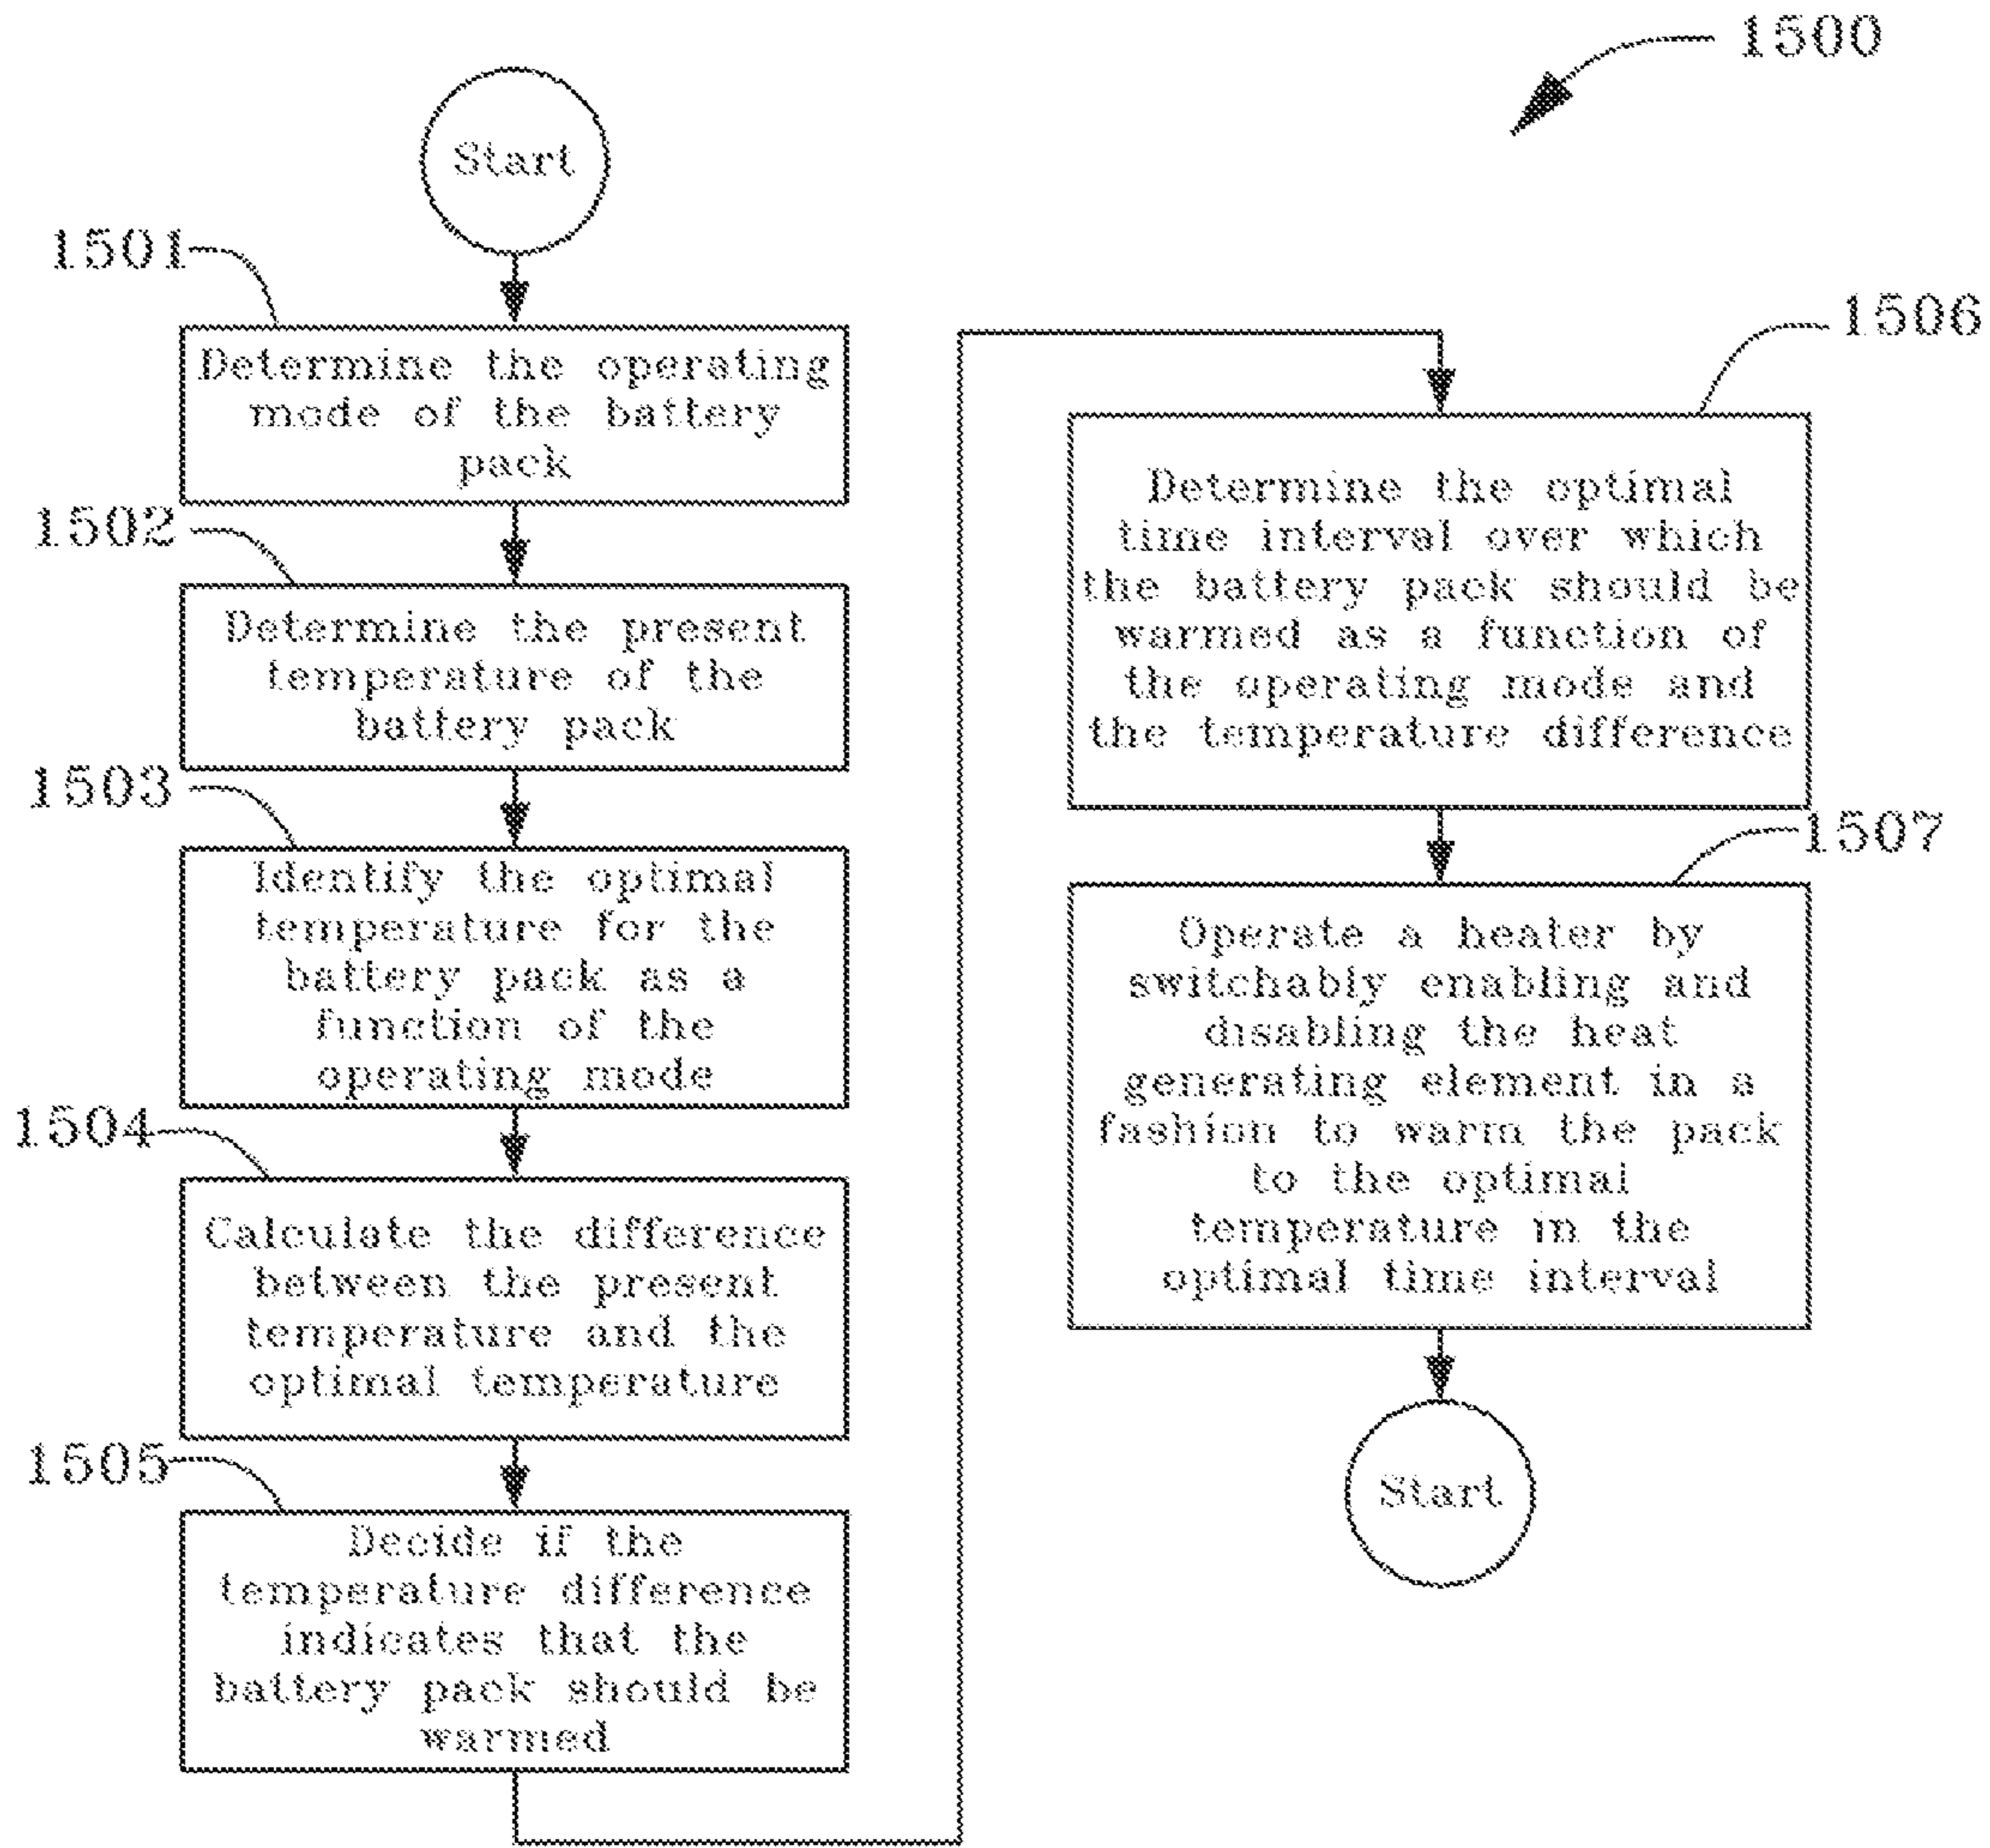 1500
Start
1501
Determine the operating
mode of the battery
pack
1502
Determine the present
temperature of the
battery pack
1503
Identify the optimal
temperature for the
battery pack as a
function of the
operating mode
1504
Calculate the difference
between the present
temperature and the
optimal temperature
1505
Decide if the
temperature difference
indicates that the
battery pack should be
warmed
1506
Determine the optimal
time interval over which
the battery pack should be
warmed as a function of
the operating mode and
the temperature difference
1507
Operate a heater by
switchably enabling and
disabling the heat
generating element in a
fashion to warm the pack
to the optimal
temperature in the
optimal time interval
Start